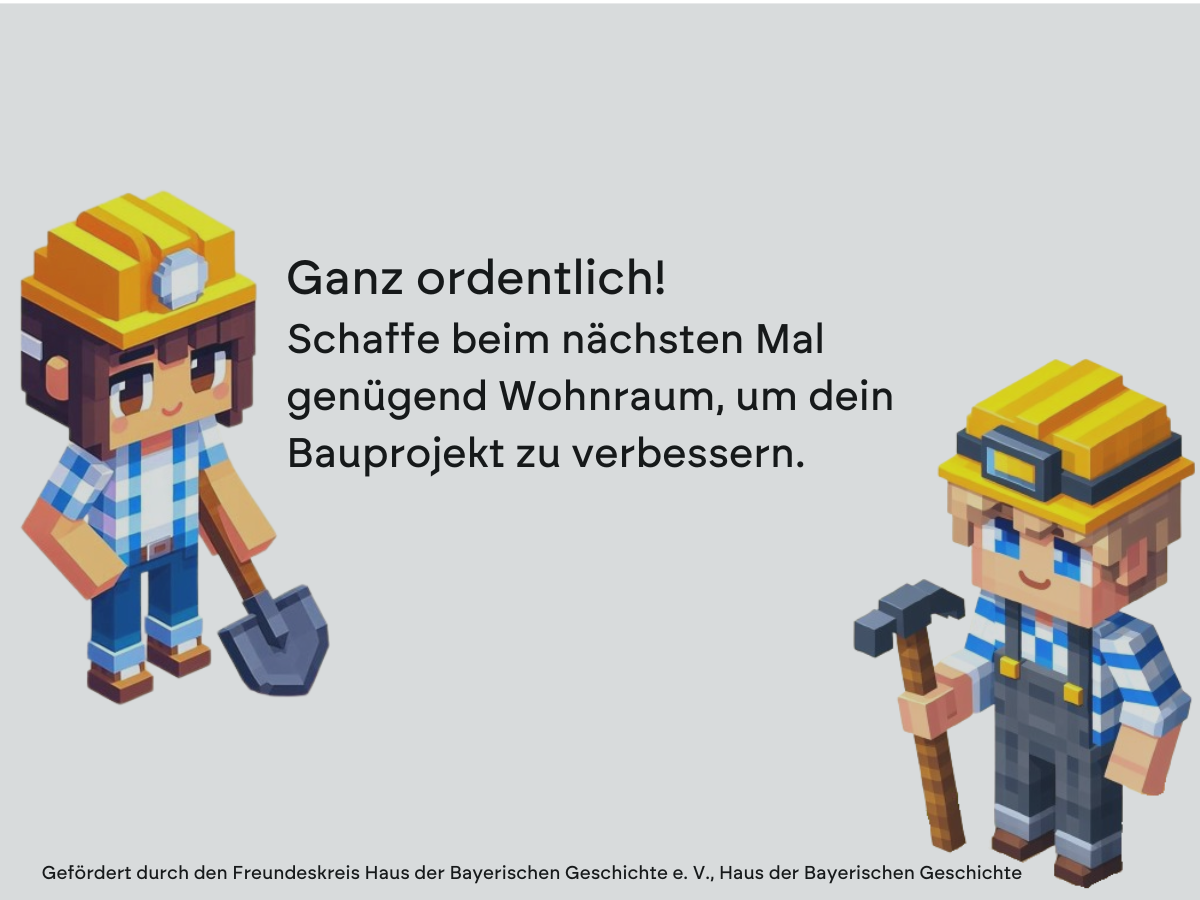 Ganz ordentlich!
Schaffe beim nächsten Mal
genügend Wohnraum, um dein
Bauprojekt zu verbessern.
Gefördert durch den Freundeskreis Haus der Bayerischen Geschichte e. V., Haus der Bayerischen Geschichte